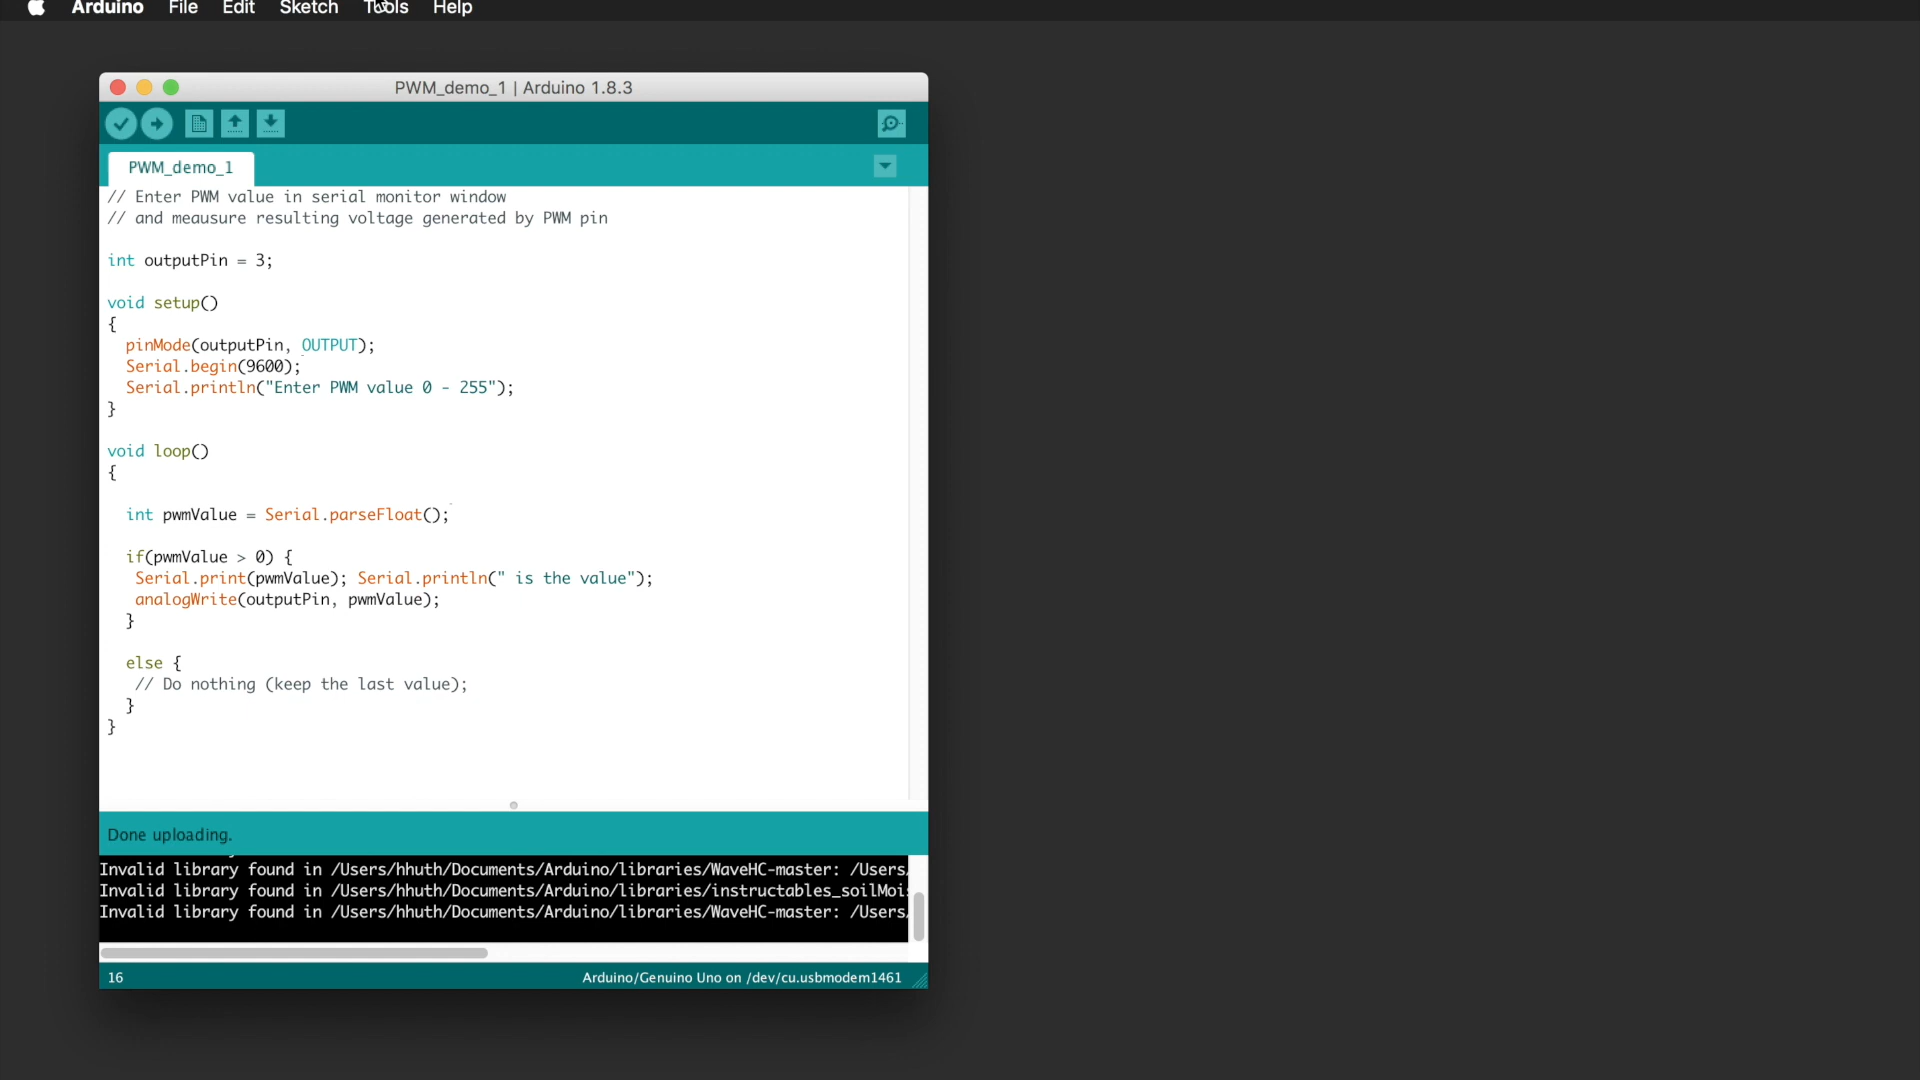 Arduino File Edit Sketch Tools Help
PWM_demo_1 | Arduino 1.8.3
PWM_demo_1
// Enter PWM value in serial monitor window
// and meausure resulting voltage generated by PWM pin
int outputPin = 3;
void setup()
{
pinMode(outputPin, OUTPUT);
Serial.begin(9600);
Serial.println("Enter PWM value 0 - 255");
}
void loop()
{
int pwmValue = Serial.parseFloat();
if(pwmValue > 0) {
Serial.print(pwmValue); Serial.println(" is the value");
analogWrite(outputPin, pwmValue);
}
else {
// Do nothing (keep the last value);
}
}
Done uploading.
Invalid library found in /Users/hhuth/Documents/Arduino/libraries/WaveHC-master: /Users/
Invalid library found in /Users/hhuth/Documents/Arduino/libraries/instructables_soilMois
Invalid library found in /Users/hhuth/Documents/Arduino/libraries/WaveHC-master: /Users/
16 Arduino/Genuino Uno on /dev/cu.usbmodem1461